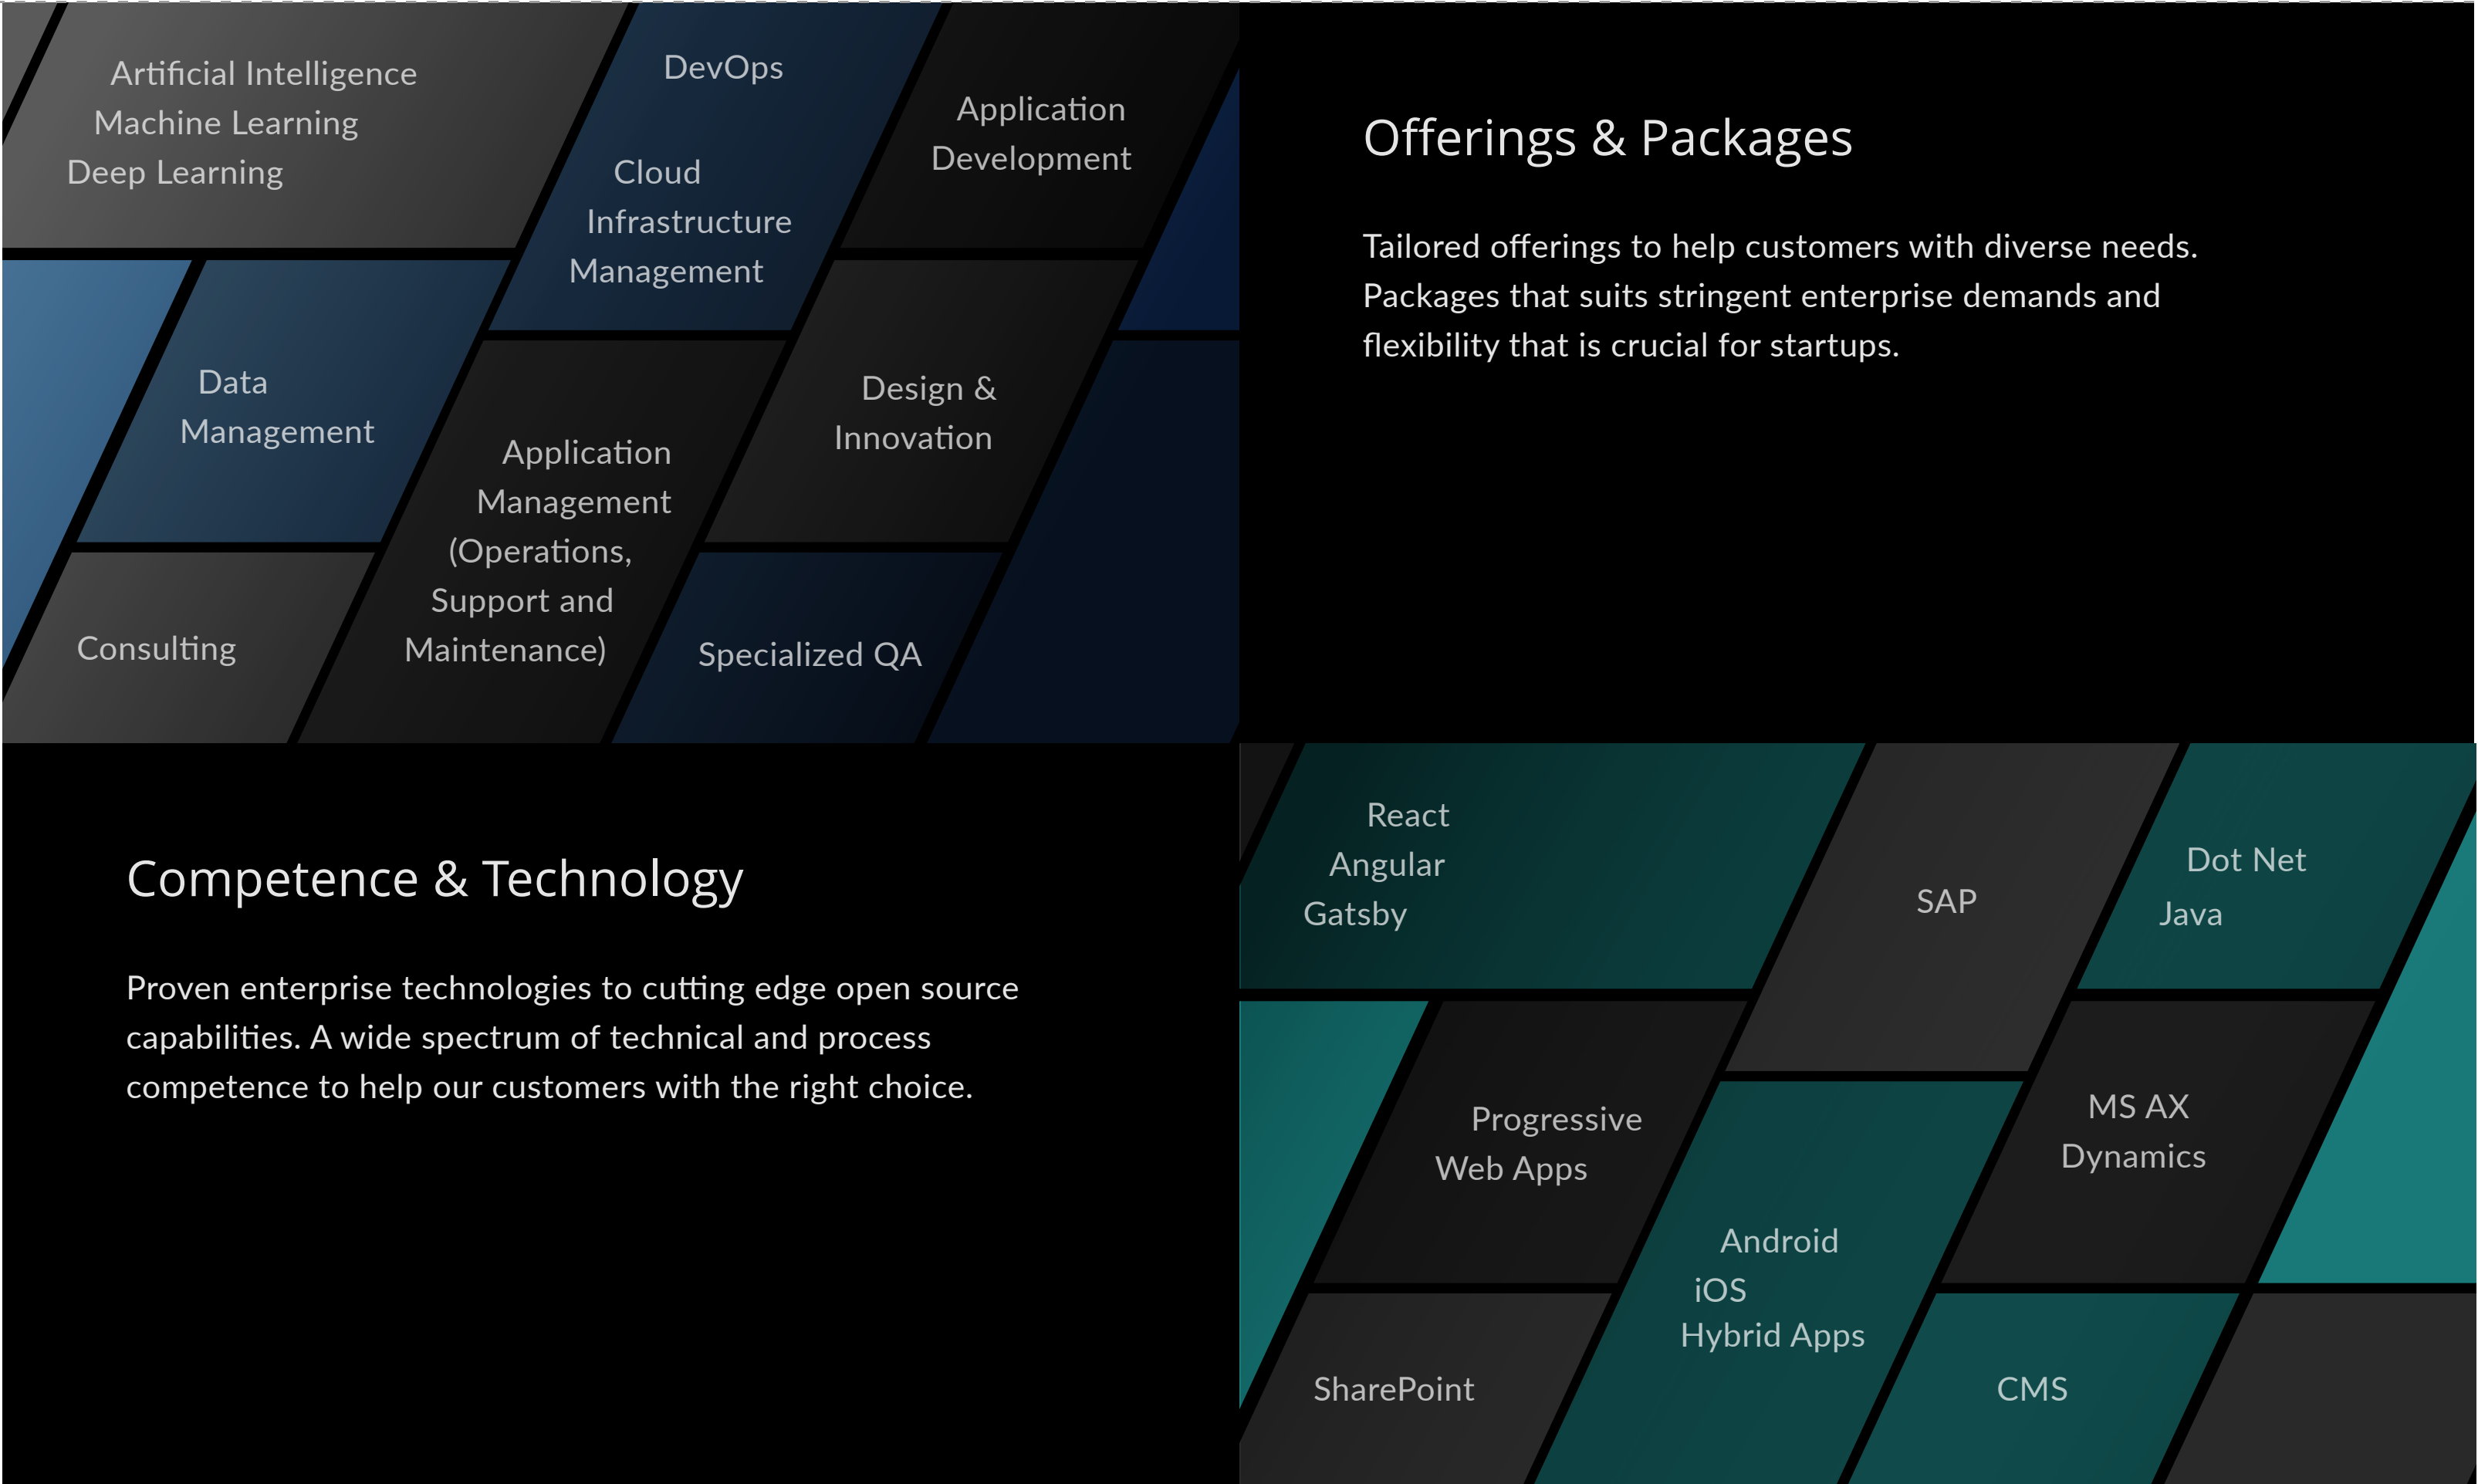 Artificial Intelligence
Machine Learning
Deep Learning
DevOps
Cloud
Infrastructure
Management
Application
Development
Data
Management
Application
Management
(Operations,
Support and
Maintenance)
Design &
Innovation
Consulting
Specialized QA
Offerings & Packages
Tailored offerings to help customers with diverse needs.
Packages that suits stringent enterprise demands and
flexibility that is crucial for startups.
Competence & Technology
Proven enterprise technologies to cutting edge open source
capabilities. A wide spectrum of technical and process
competence to help our customers with the right choice.
React
Angular
Gatsby
SAP
Dot Net
Java
Progressive
Web Apps
MS AX
Dynamics
Android
iOS
Hybrid Apps
SharePoint
CMS